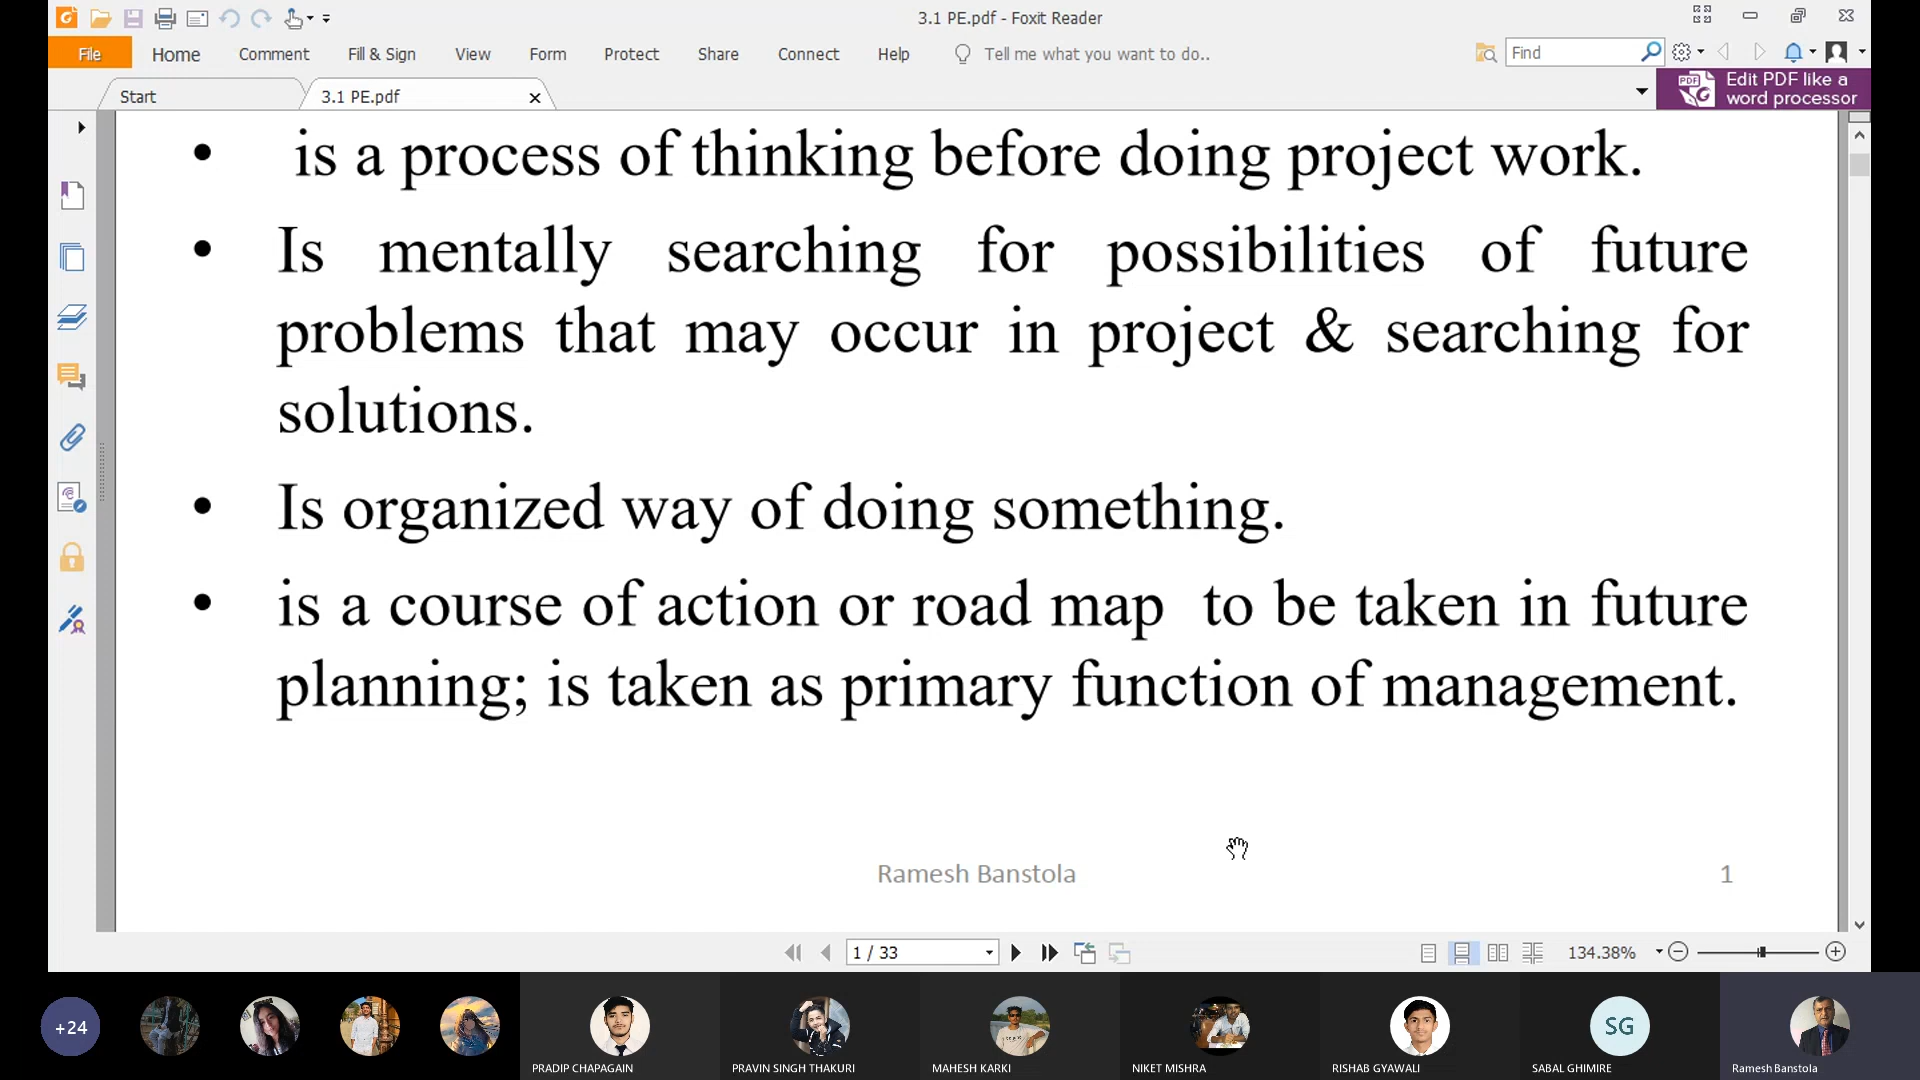 3.1 PE.pdf - Foxit Reader
File Home Comment Fill & Sign View Form Protect Share Connect Help Tell me what you want to do.. Find
Start 3.1 PE.pdf
Edit PDF like a
word processor
• is a process of thinking before doing project work.
• Is mentally searching for possibilities of future
problems that may occur in project & searching for
solutions.
• Is organized way of doing something.
• is a course of action or road map to be taken in future
planning; is taken as primary function of management.
Ramesh Banstola 1
1 / 33 134.38%
+24 SG
PRADIP CHAPAGAIN PRAVIN SINGH THAKURI MAHESH KARKI NIKET MISHRA RISHAB GYAWALI SABAL GHIMIRE Ramesh Banstola